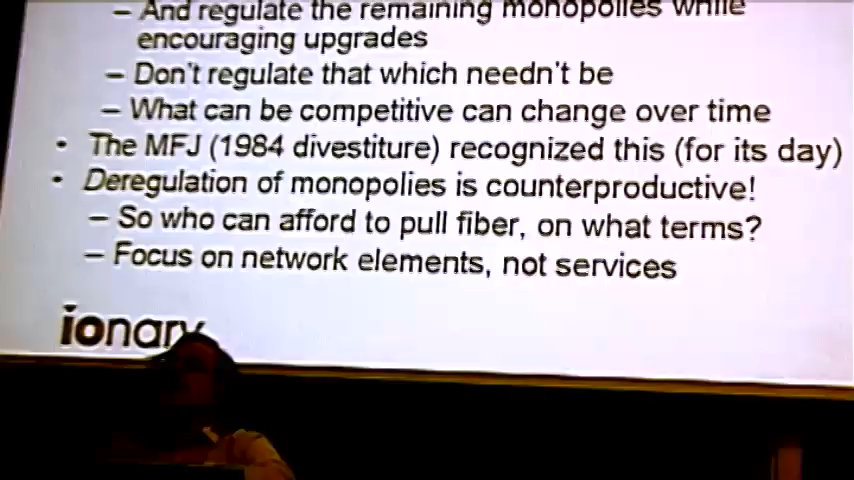 – And regulate the remaining monopolies while
encouraging upgrades
– Don't regulate that which needn't be
– What can be competitive can change over time
• The MFJ (1984 divestiture) recognized this (for its day)
• Deregulation of monopolies is counterproductive!
– So who can afford to pull fiber, on what terms?
– Focus on network elements, not services
ionary